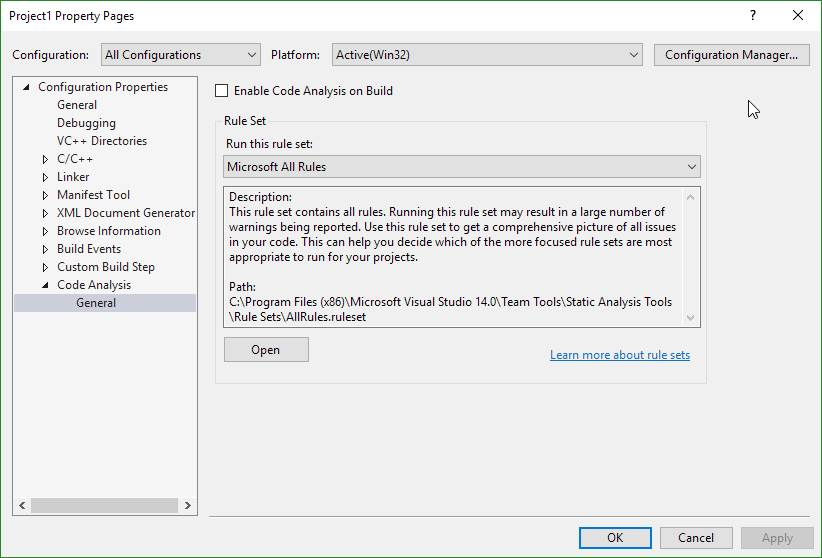 Project1 Property Pages
?
Configuration: All Configurations Platform: Active(Win32) Configuration Manager...
Configuration Properties
General
Debugging
VC++ Directories
C/C++
Linker
Manifest Tool
XML Document Generator
Browse Information
Build Events
Custom Build Step
Code Analysis
General
Enable Code Analysis on Build
Rule Set
Run this rule set:
Microsoft All Rules
Description:
This rule set contains all rules. Running this rule set may result in a large number of
warnings being reported. Use this rule set to get a comprehensive picture of all issues
in your code. This can help you decide which of the more focused rule sets are most
appropriate to run for your projects.
Path:
C:\Program Files (x86)\Microsoft Visual Studio 14.0\Team Tools\Static Analysis Tools
\Rule Sets\AllRules.ruleset
Open
Learn more about rule sets
OK Cancel Apply